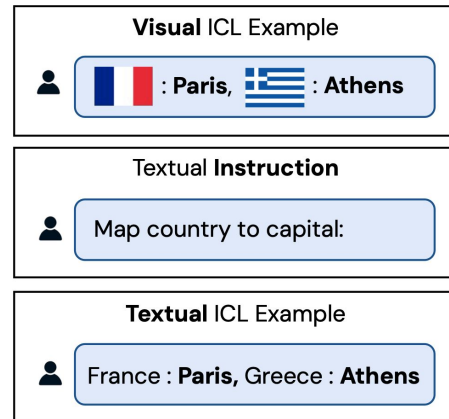 Visual ICL Example
: Paris, : Athens
Textual Instruction
Map country to capital:
Textual ICL Example
France : Paris, Greece : Athens